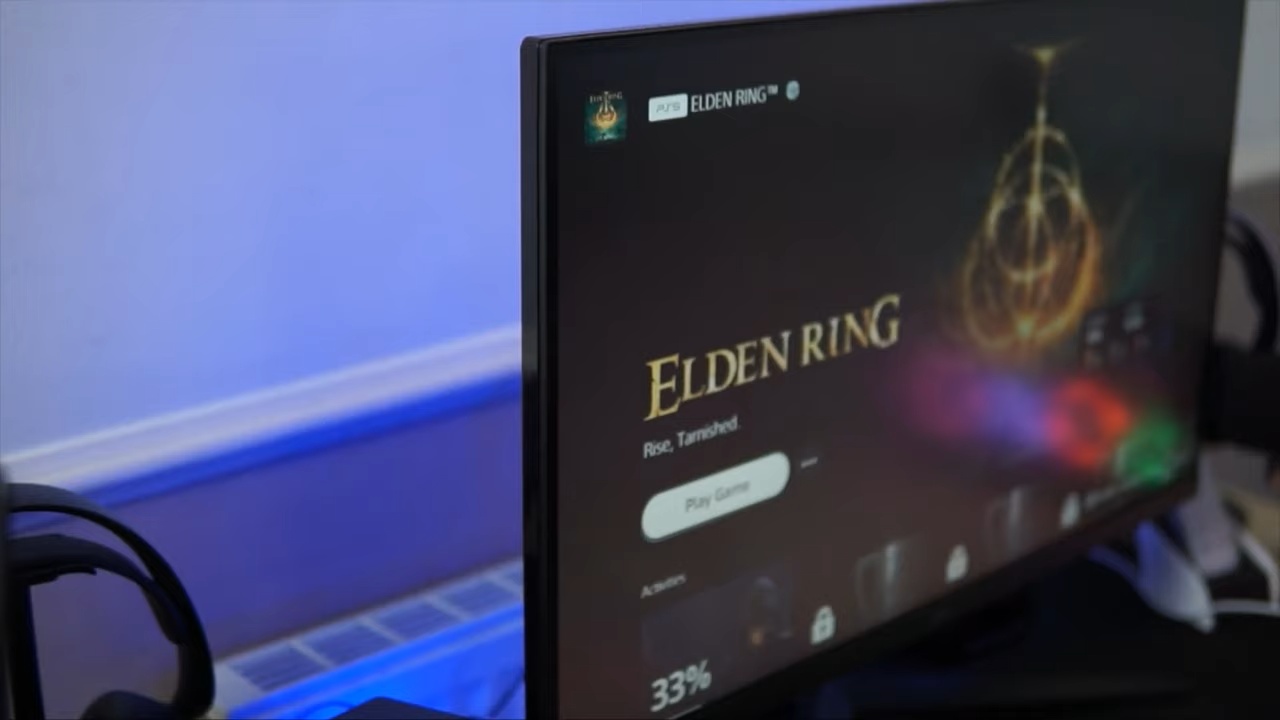 PS5 ELDEN RING™
ELDEN RING
Rise, Tarnished.
Play Game
Activities
33%